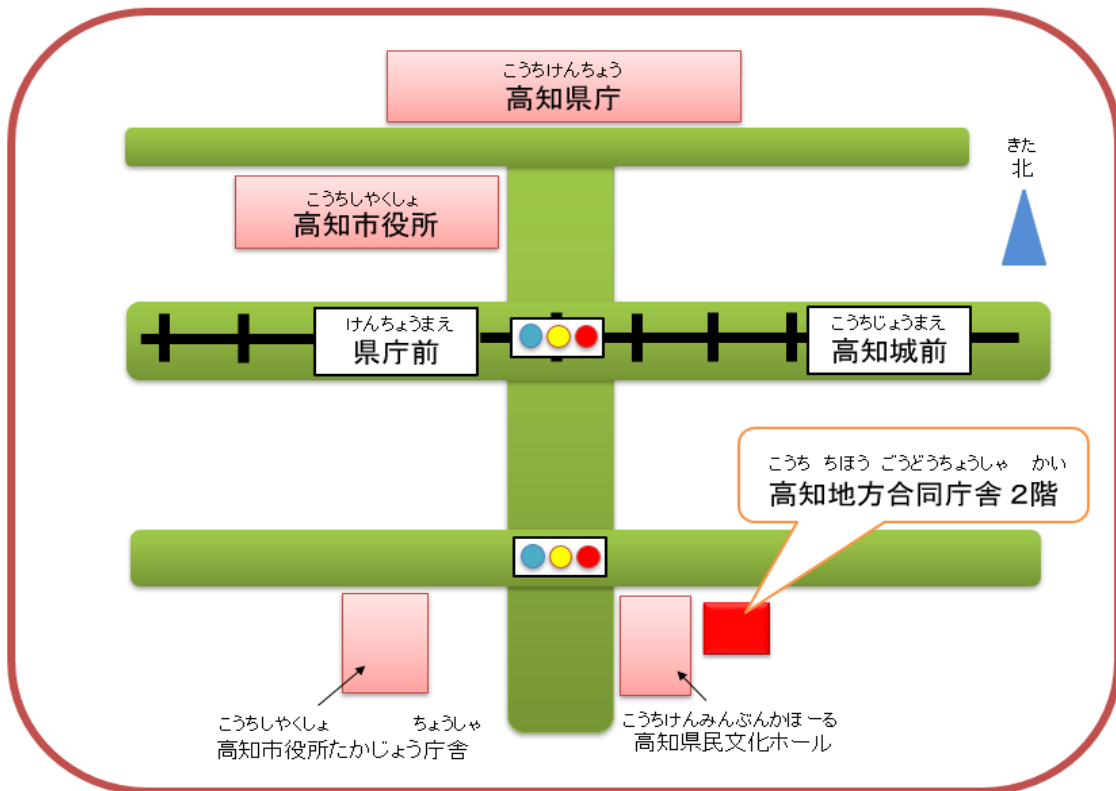 こうちけんちょう
高知県庁
きた
北
こうちしやくしょ
高知市役所
けんちょうまえ
県庁前
こうちじょうまえ
高知城前
こうち ちほう ごうどうちょうしゃ かい
高知地方合同庁舎 2階
こうちしやくしょ ちょうしゃ
高知市役所たかじょう庁舎
こうちけんみんぶんかほーる
高知県民文化ホール